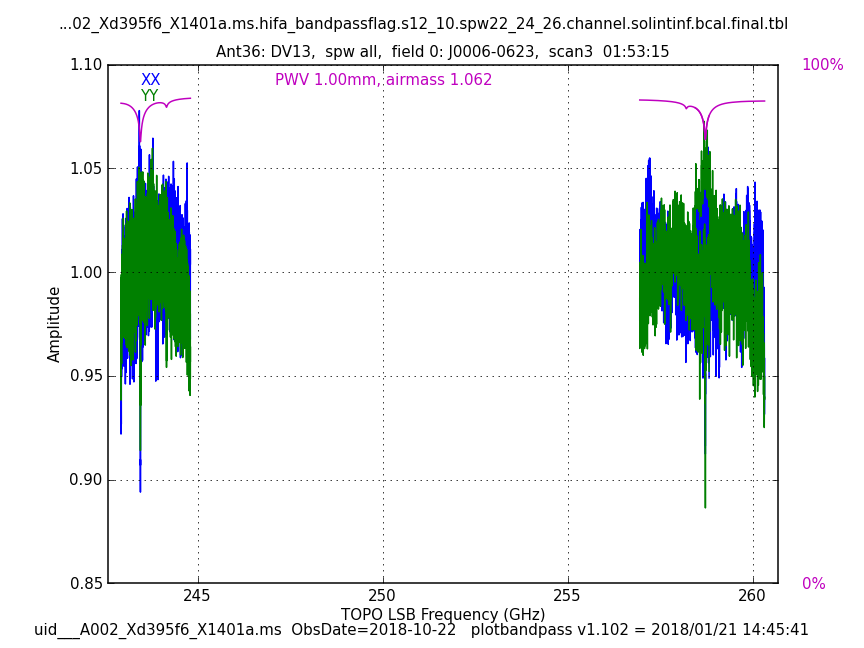 ...02_Xd395f6_X1401a.ms.hifa_bandpassflag.s12_10.spw22_24_26.channel.solintinf.bcal.final.tbl
Ant36: DV13,  spw all,  field 0: J0006-0623,  scan3  01:53:15
1.10
XX
PWV 1.00mm, airmass 1.062
100%
YY
1.05
1.00
Amplitude
0.95
0.90
0.85
0%
245
250
255
260
TOPO LSB Frequency (GHz)
uid___A002_Xd395f6_X1401a.ms  ObsDate=2018-10-22   plotbandpass v1.102 = 2018/01/21 14:45:41